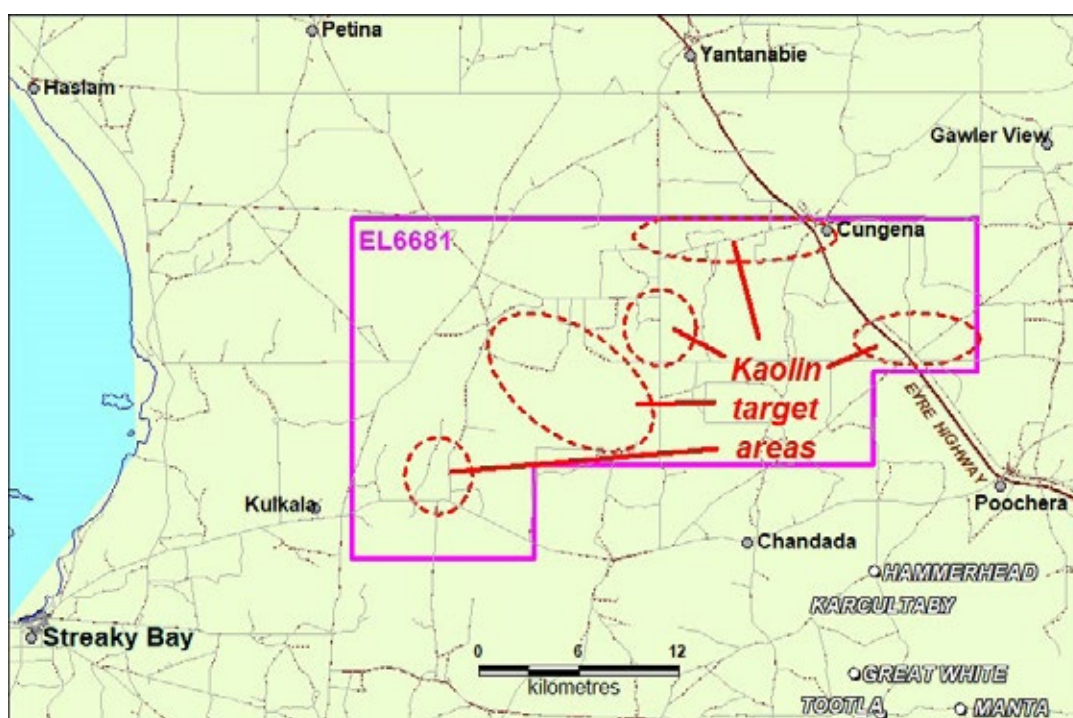 Petina
Yantanabie
Haslam
Gawler View
EL6681
Cungena
Kaolin
target
areas
EYRE HIGHWAY
Kulkala
Poochera
Chandada
HAMMERHEAD
KARCULTABY
Streaky Bay
0 6 12
kilometres
GREAT WHITE
TOOTLA
MANTA